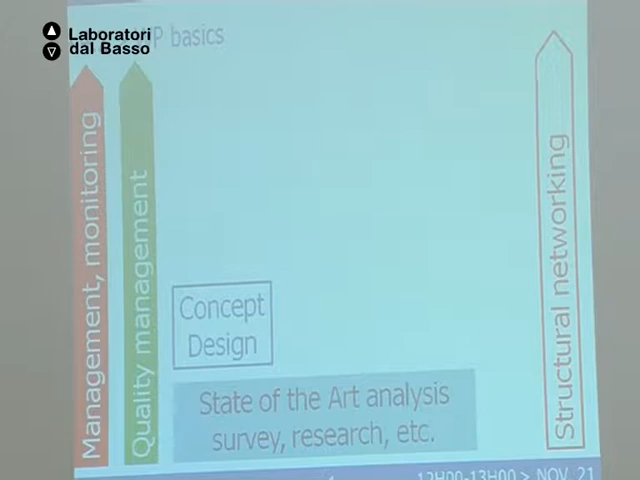 Laboratori
dal Basso
P basics
Management, monitoring
Quality management
Concept
Design
State of the Art analysis
survey, research, etc.
Structural networking
12H00-13H00 > NOV. 21